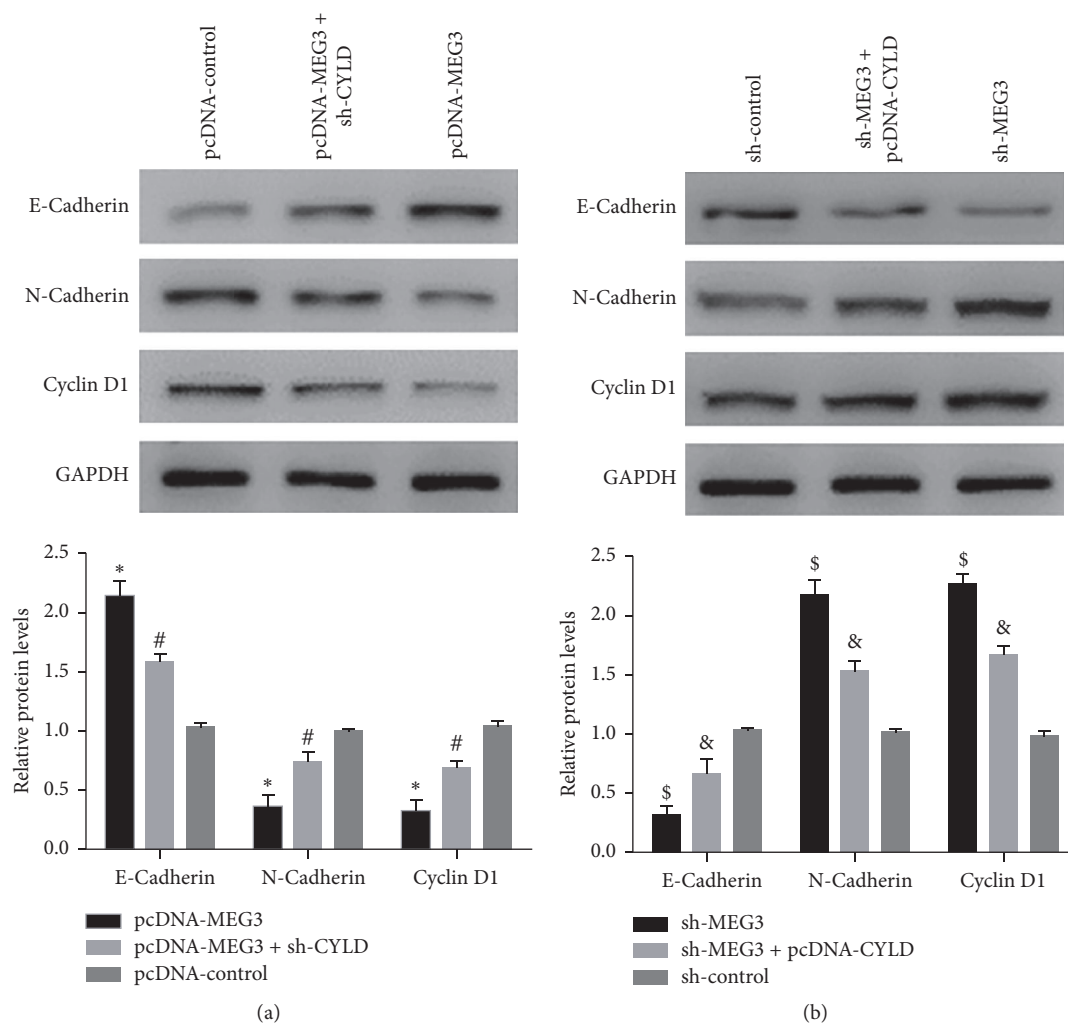 pcDNA-control
pcDNA-MEG3 +
sh-CYLD
pcDNA-MEG3
E-Cadherin
N-Cadherin
Cyclin D1
GAPDH
2.5
2.0
1.5
1.0
0.5
0.0
Relative protein levels
*
#
*
#
*
#
E-Cadherin
N-Cadherin
Cyclin D1
pcDNA-MEG3
pcDNA-MEG3 + sh-CYLD
pcDNA-control
(a)
sh-control
sh-MEG3 +
pcDNA-CYLD
sh-MEG3
E-Cadherin
N-Cadherin
Cyclin D1
GAPDH
2.5
2.0
1.5
1.0
0.5
0.0
Relative protein levels
$
&
$
&
$
&
E-Cadherin
N-Cadherin
Cyclin D1
sh-MEG3
sh-MEG3 + pcDNA-CYLD
sh-control
(b)